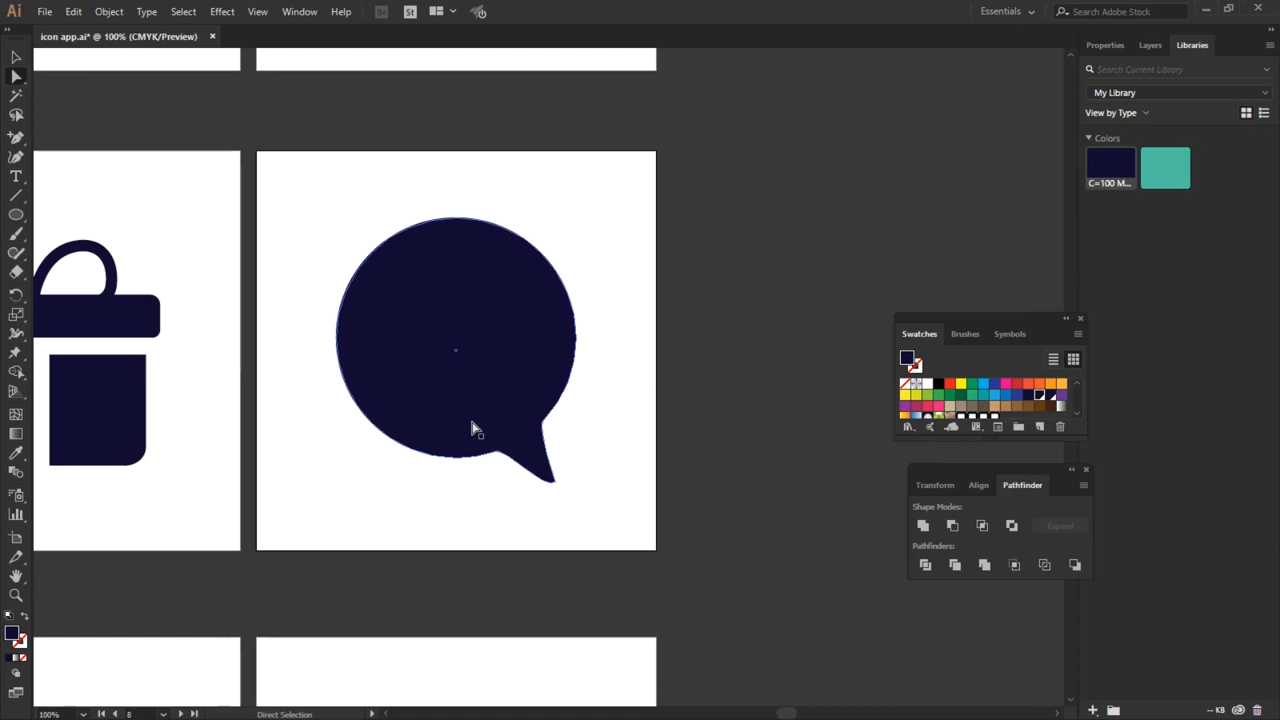 Ai File Edit Object Type Select Effect View Window Help Br St Essentials Search Adobe Stock
icon app.ai* @ 100% (CMYK/Preview)
Properties Layers Libraries
Search Current Library
My Library
View by Type
Colors
C=100 M...
Swatches Brushes Symbols
Transform Align Pathfinder
Shape Modes:
Expand
Pathfinders:
100% 8 Direct Selection
-- KB